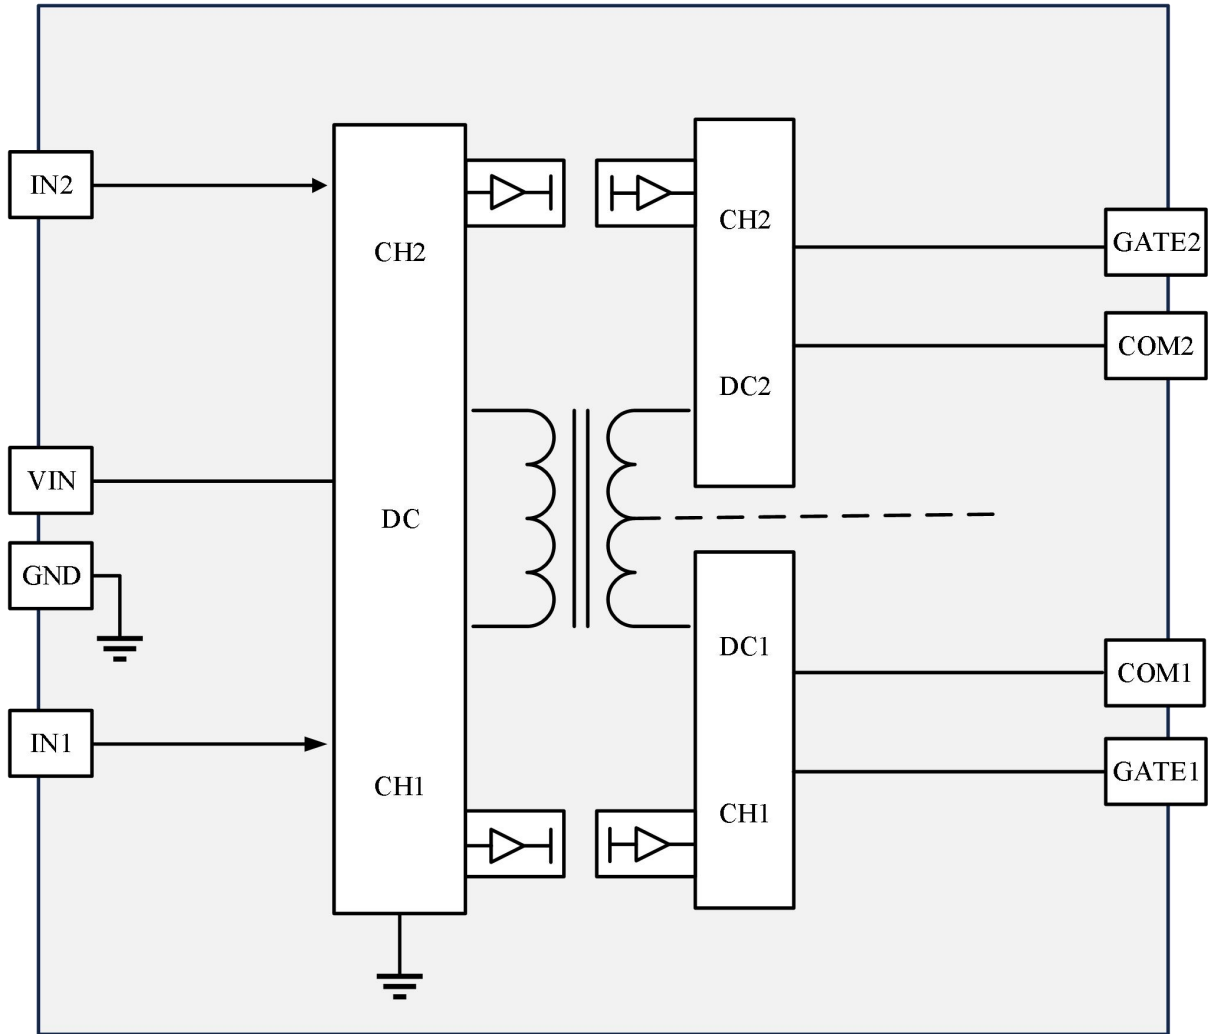 IN2
CH2
CH2
GATE2
COM2
DC2
VIN
DC
GND
DC1
COM1
IN1
GATE1
CH1
CH1